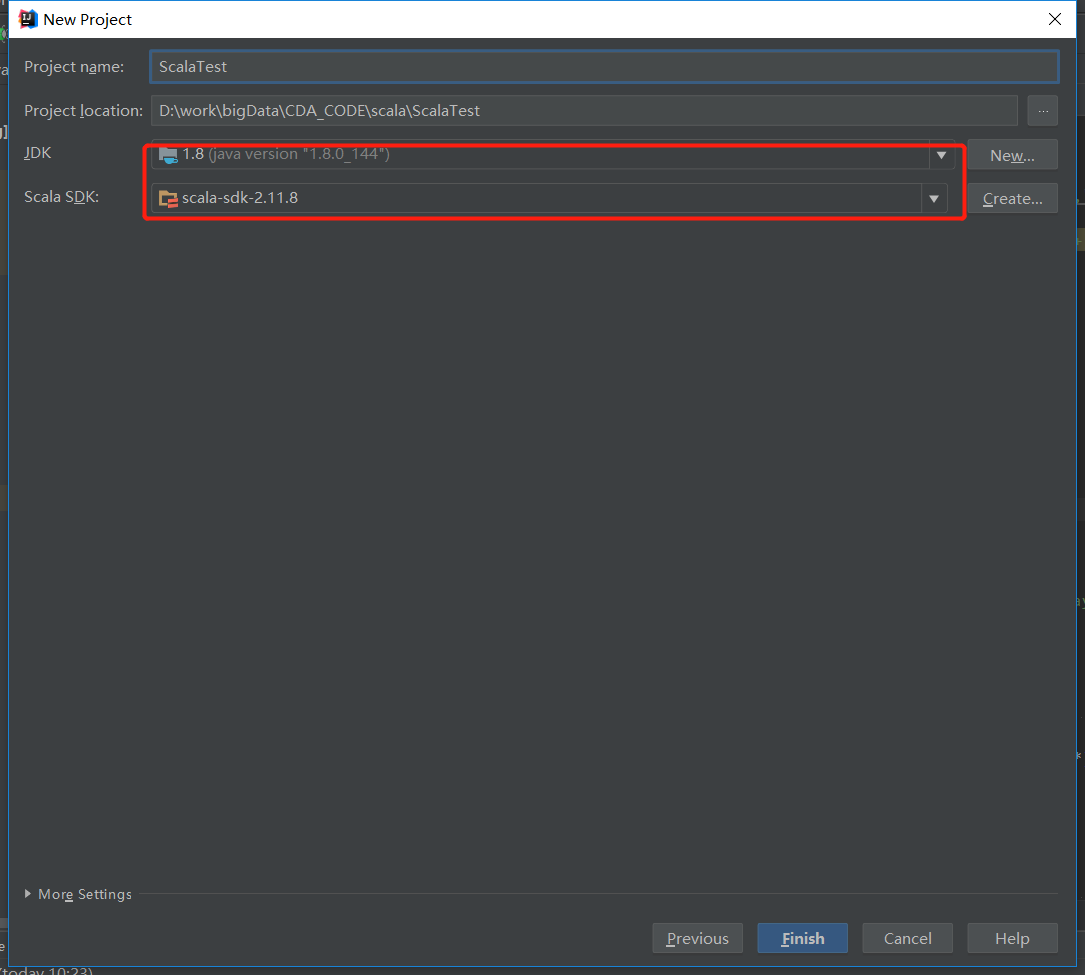 New Project
Project name: ScalaTest
Project location: D:\work\bigData\CDA_CODE\scala\ScalaTest ...
JDK 1.8 (java version "1.8.0_144") New...
Scala SDK: scala-sdk-2.11.8 Create...
More Settings
Previous Finish Cancel Help
(today 10:23)